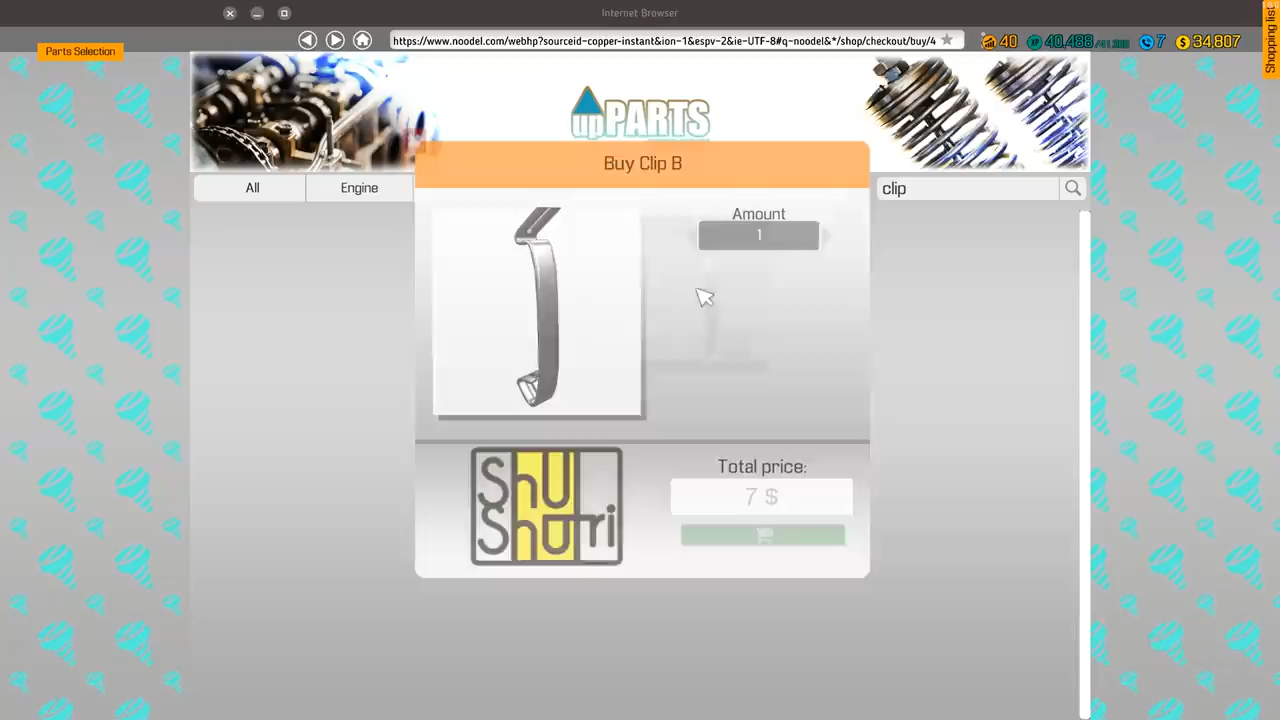 Internet Browser
Parts Selection
https://www.noodel.com/webhp?sourceid-copper-instant&ion-1&espv-2&ie-UTF-8#q-noodel&*/shop/checkout/buy/4
40
40,488
7
$ 34,807
Shopping list
upPARTS
Buy Clip B
All
Engine
clip
Amount
1
Shu
Shutri
Total price:
7 $